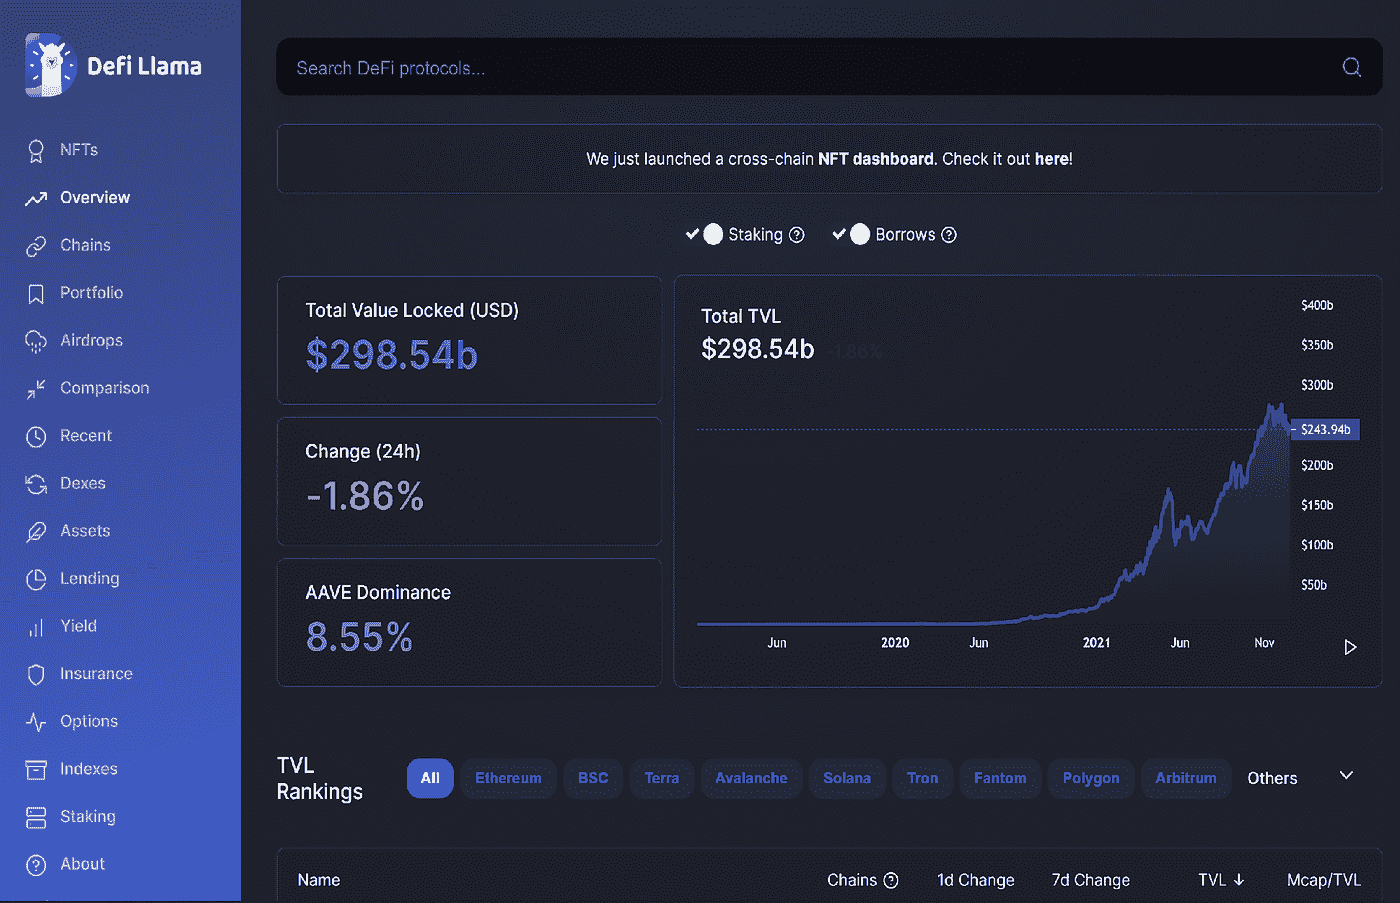 Defi Llama
NFTs
Overview
Chains
Portfolio
Airdrops
Comparison
Recent
Dexes
Assets
Lending
Yield
Insurance
Options
Indexes
Staking
About
Search DeFi protocols...
We just launched a cross-chain NFT dashboard. Check it out here!
Staking ?
Borrows ?
Total Value Locked (USD)
$298.54b
Change (24h)
-1.86%
AAVE Dominance
8.55%
Total TVL
$298.54b -1.86%
$400b
$350b
$300b
$243.94b
$200b
$150b
$100b
$50b
Jun 2020 Jun 2021 Jun Nov
TVL
Rankings
All Ethereum BSC Terra Avalanche Solana Tron Fantom Polygon Arbitrum Others
Name Chains ? 1d Change 7d Change TVL Mcap/TVL